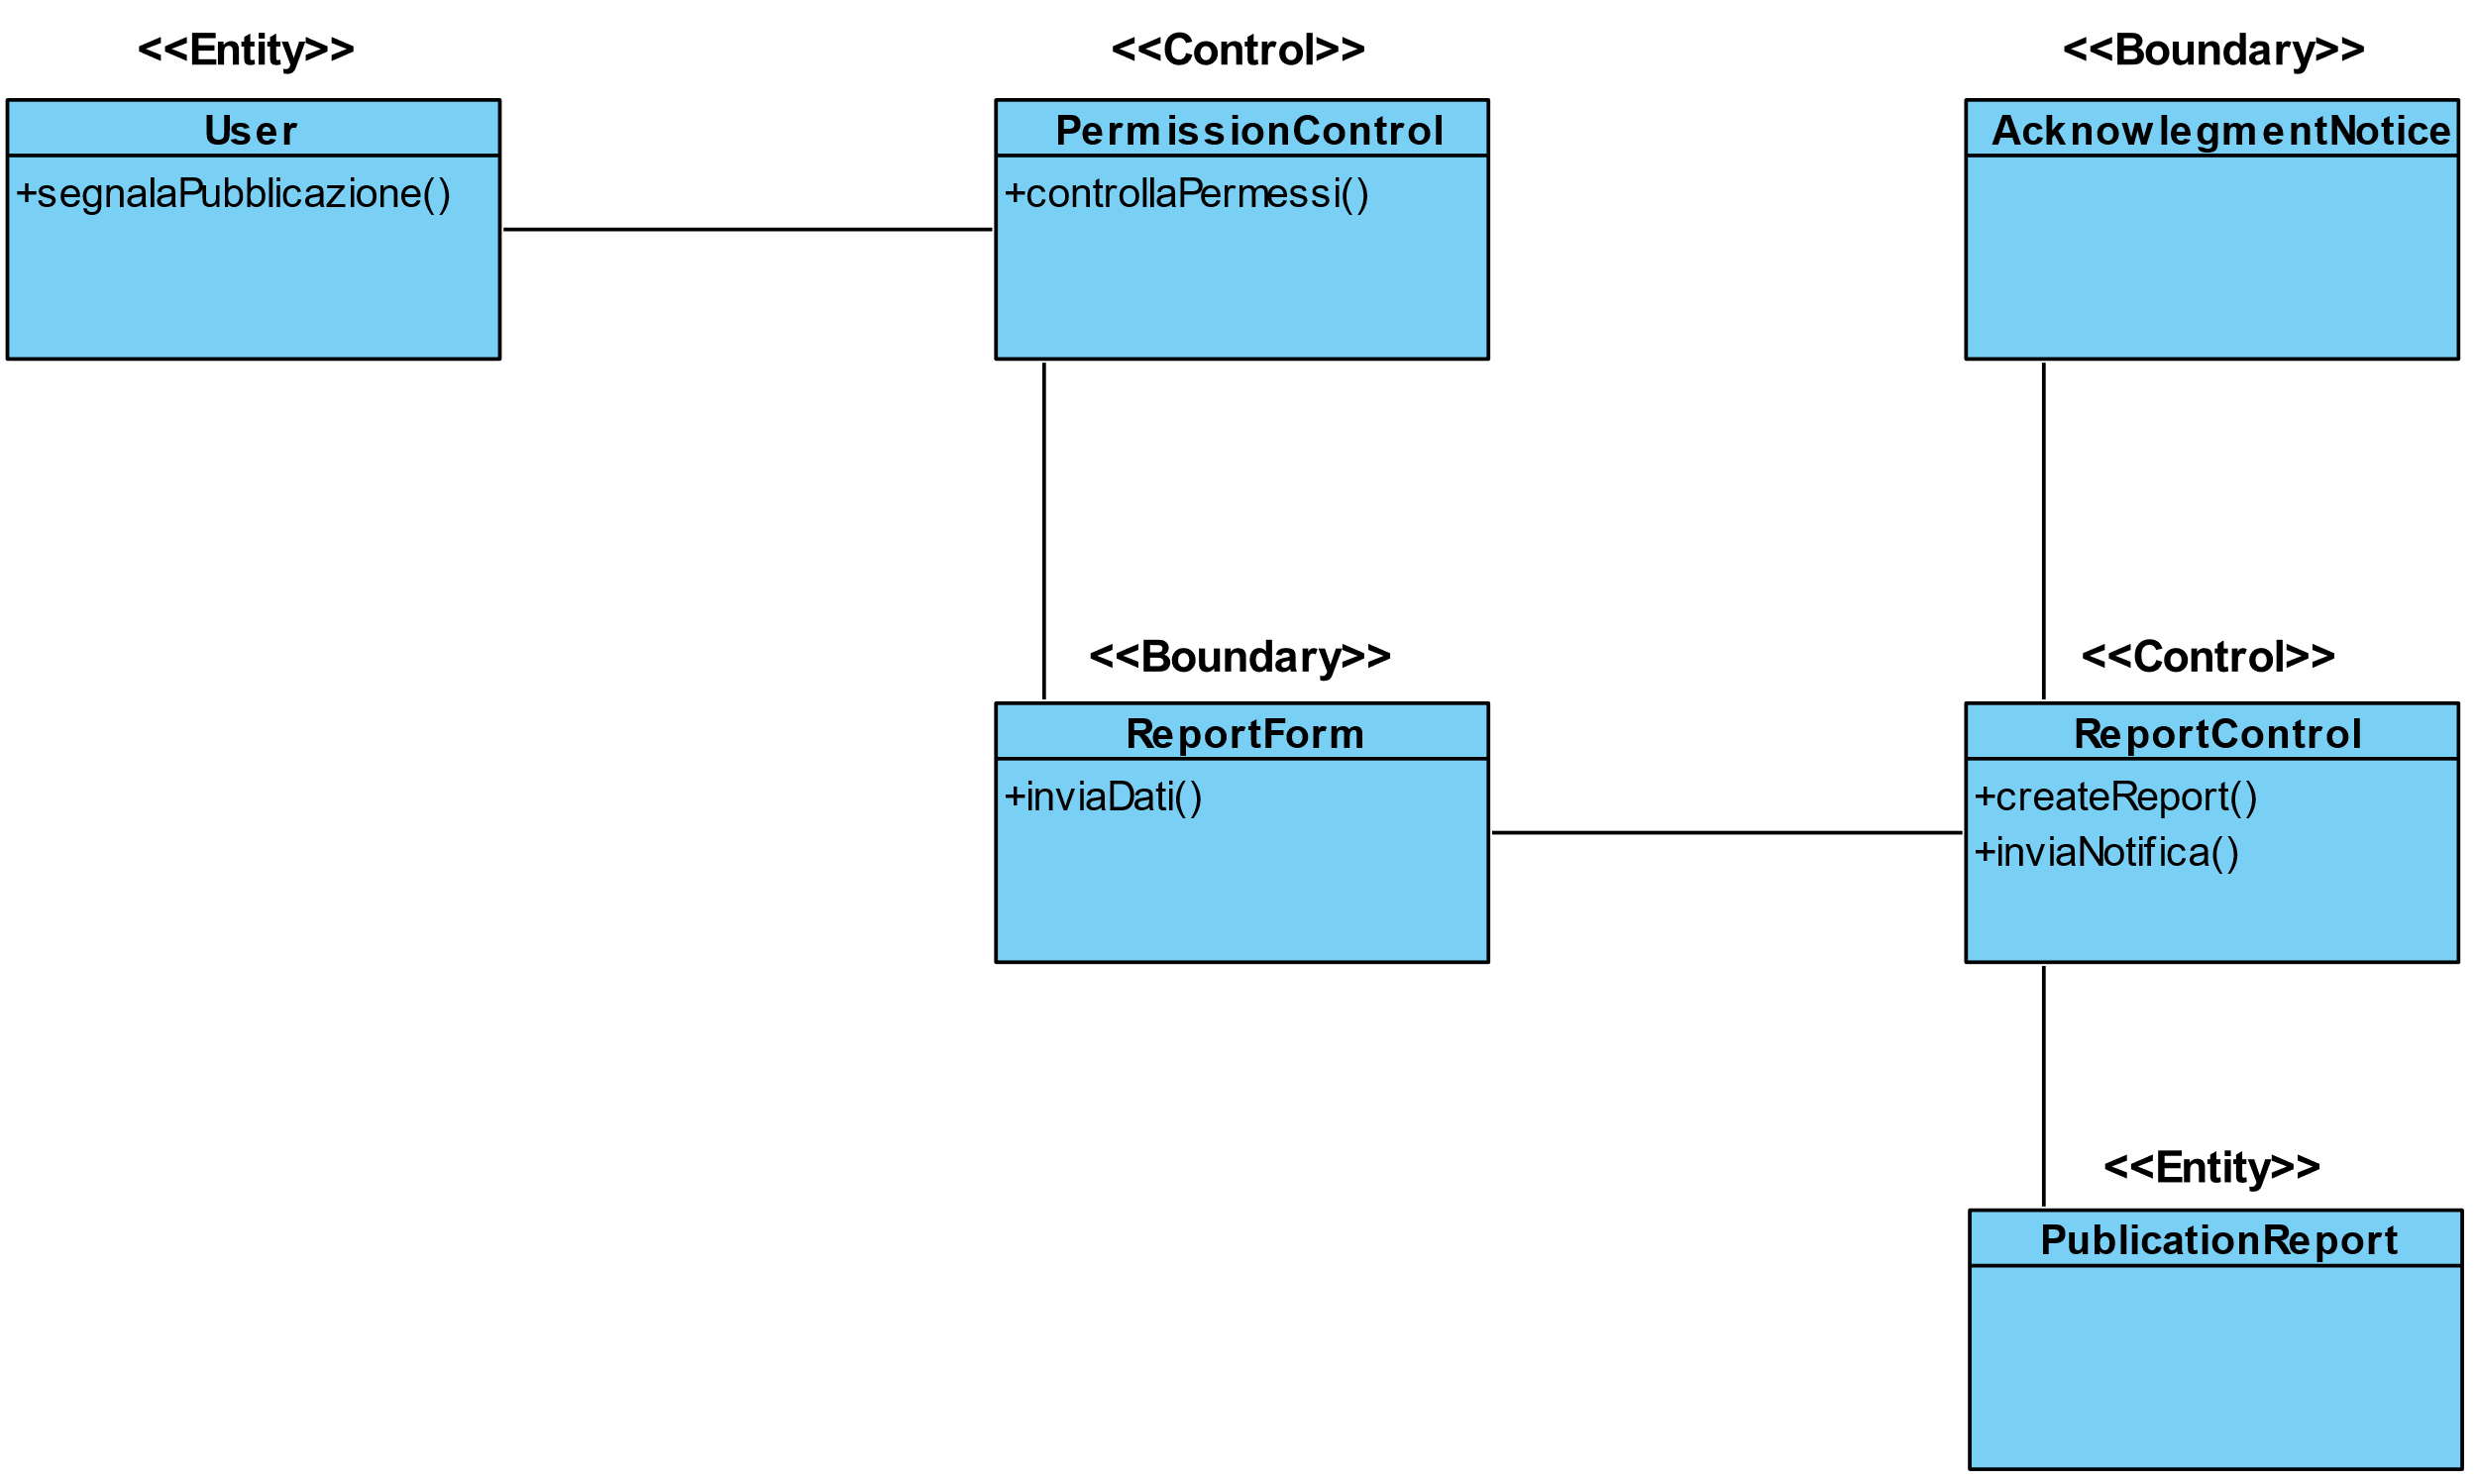 <<Entity>>
User
+segnalaPubblicazione()
<<Control>>
PermissionControl
+controllaPermessi()
<<Boundary>>
AcknowlegmentNotice
<<Boundary>>
ReportForm
+inviaDati()
<<Control>>
ReportControl
+createReport()
+inviaNotifica()
<<Entity>>
PublicationReport